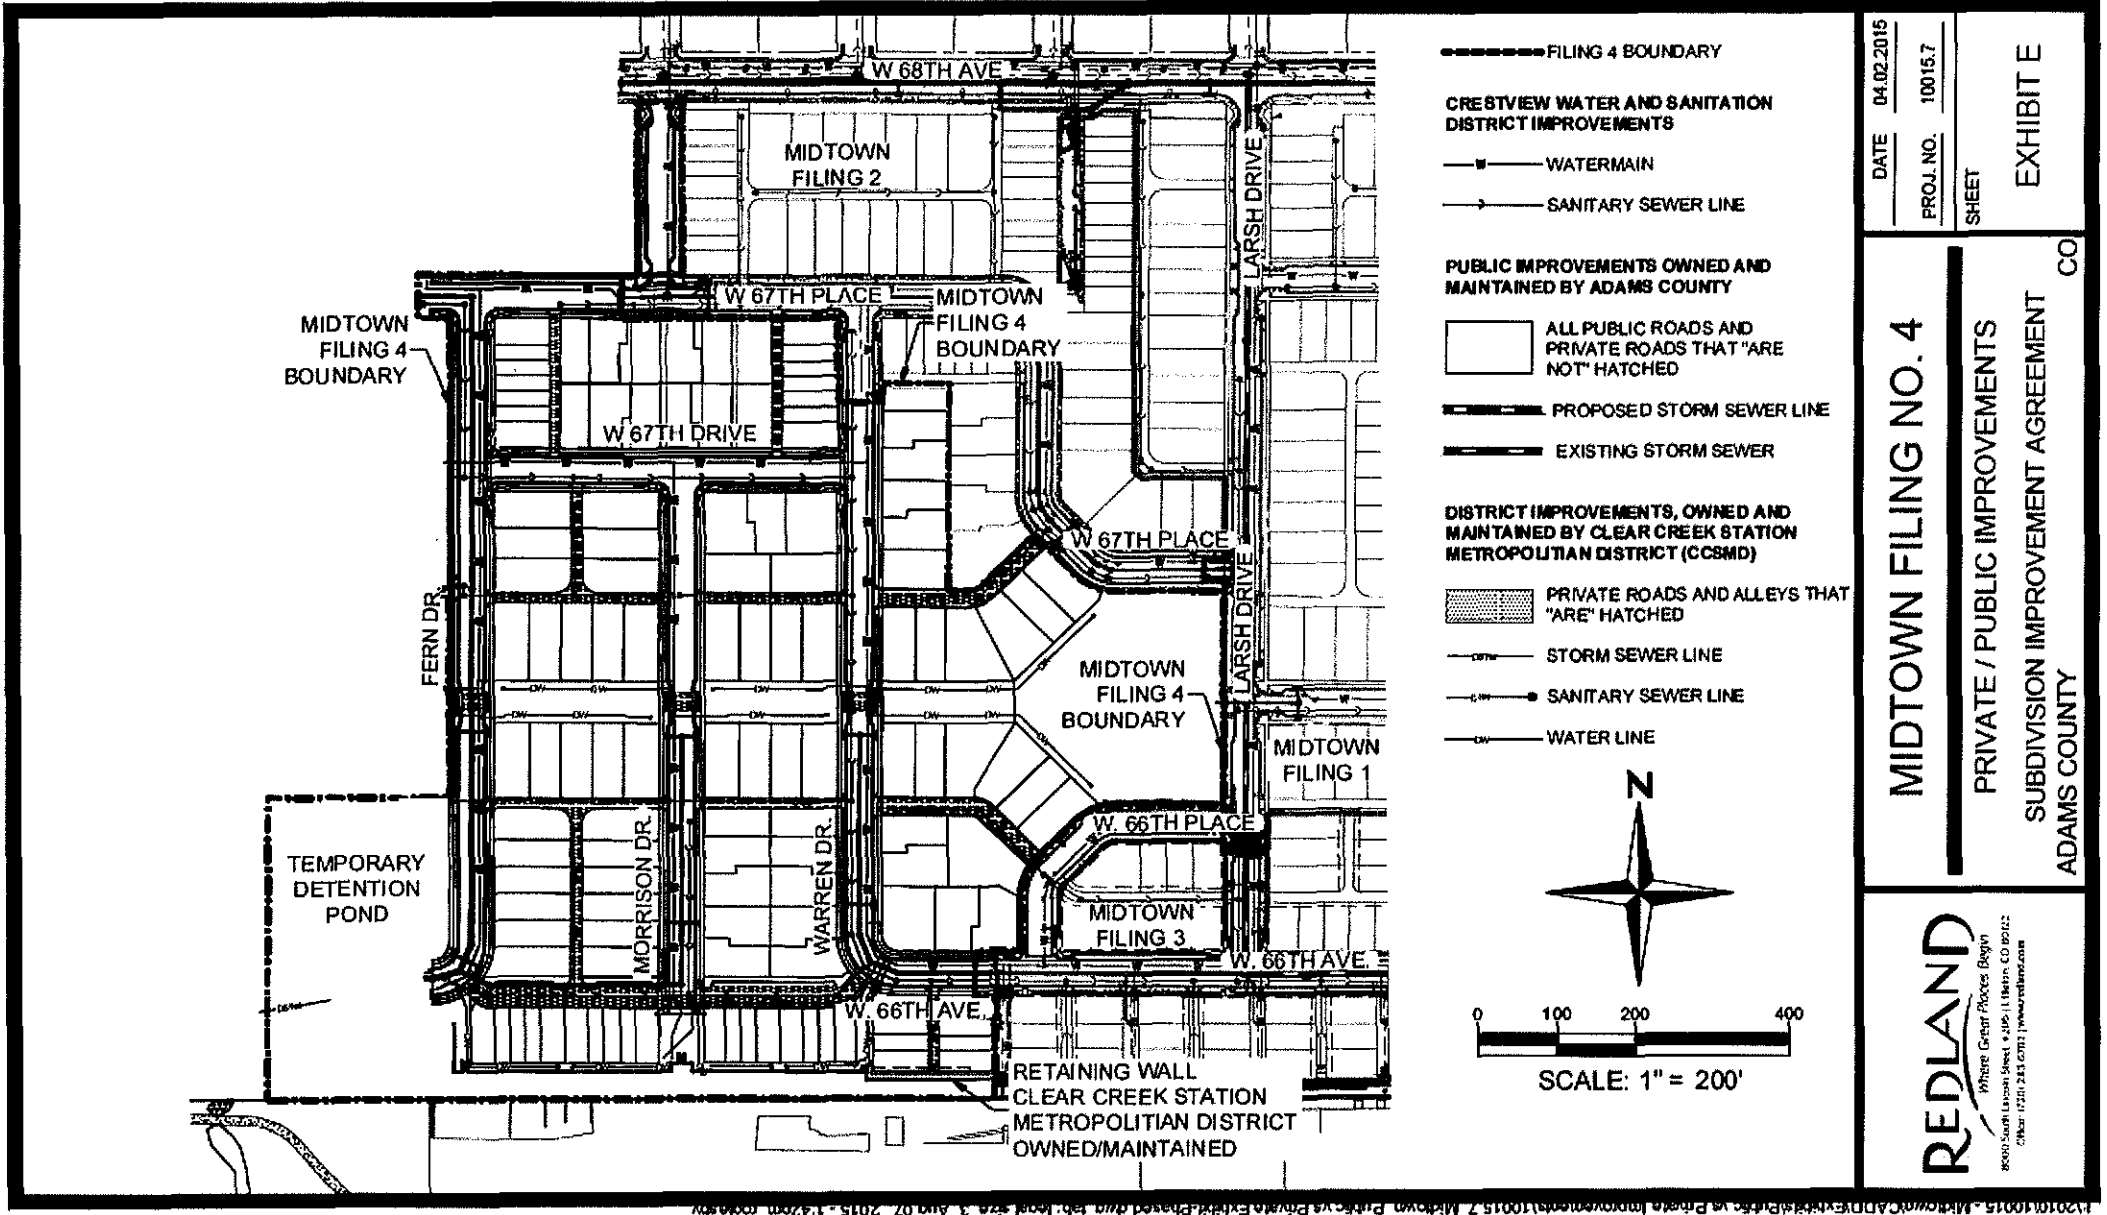 W 68TH AVE
MIDTOWN
FILING 2
LARSH DRIVE
W 67TH PLACE
MIDTOWN
FILING 4
BOUNDARY
MIDTOWN
FILING 4
BOUNDARY
W 67TH DRIVE
W 67TH PLACE
FERN DR.
LARSH DRIVE
MIDTOWN
FILING 4
BOUNDARY
MIDTOWN
FILING 1
W. 66TH PLACE
TEMPORARY
DETENTION
POND
MORRISON DR.
WARREN DR.
MIDTOWN
FILING 3
W. 66TH AVE.
W. 66TH AVE.
RETAINING WALL
CLEAR CREEK STATION
METROPOLITIAN DISTRICT
OWNED/MAINTAINED
FILING 4 BOUNDARY
CRESTVIEW WATER AND SANITATION
DISTRICT IMPROVEMENTS
WATERMAIN
SANITARY SEWER LINE
PUBLIC IMPROVEMENTS OWNED AND
MAINTAINED BY ADAMS COUNTY
ALL PUBLIC ROADS AND
PRIVATE ROADS THAT "ARE
NOT" HATCHED
PROPOSED STORM SEWER LINE
EXISTING STORM SEWER
DISTRICT IMPROVEMENTS, OWNED AND
MAINTAINED BY CLEAR CREEK STATION
METROPOLITIAN DISTRICT (CCSMD)
PRIVATE ROADS AND ALLEYS THAT
"ARE" HATCHED
STORM SEWER LINE
SANITARY SEWER LINE
WATER LINE
N
0 100 200 400
SCALE: 1" = 200'
DATE 04.02.2015
PROJ. NO. 10015.7
SHEET
EXHIBIT E
MIDTOWN FILING NO. 4
PRIVATE / PUBLIC IMPROVEMENTS
SUBDIVISION IMPROVEMENT AGREEMENT
ADAMS COUNTY CO
REDLAND
Where Great Places Begin